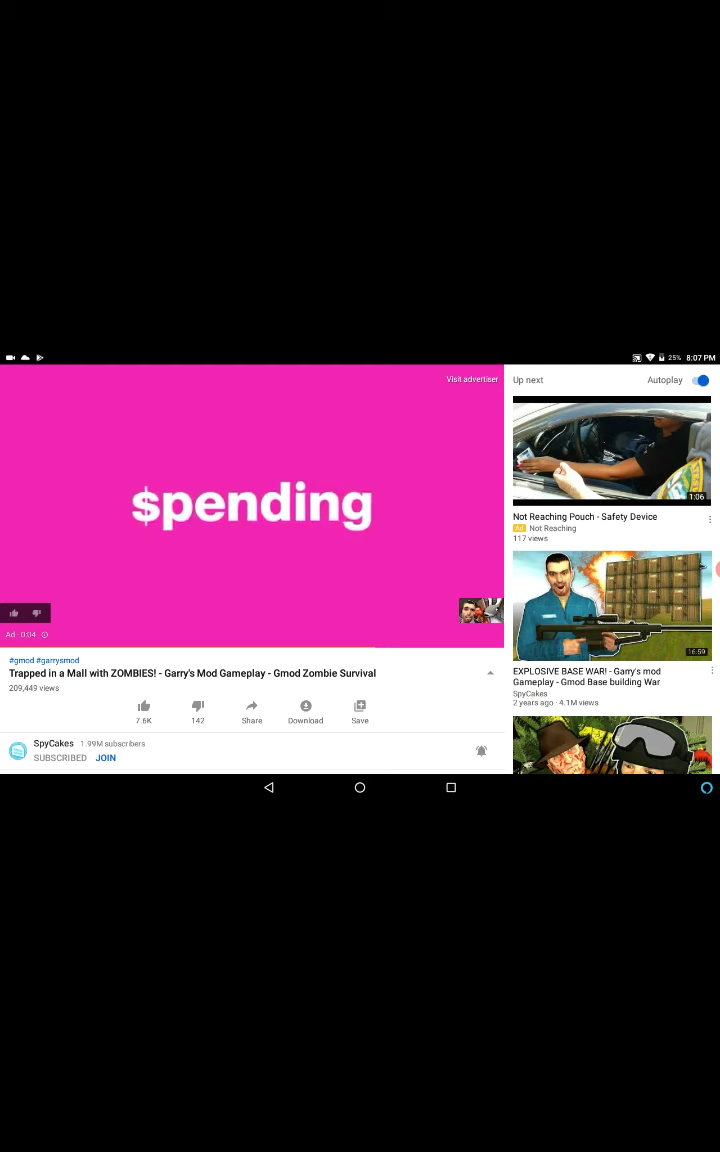 25% 8:07 PM
Visit advertiser
$pending
Ad · 0:04
#gmod #garrysmod
Trapped in a Mall with ZOMBIES! - Garry's Mod Gameplay - Gmod Zombie Survival
209,449 views
7.6K 142 Share Download Save
SpyCakes 1.99M subscribers
SUBSCRIBED JOIN
Up next Autoplay
1:06
Not Reaching Pouch - Safety Device
Ad Not Reaching
117 views
16:59
EXPLOSIVE BASE WAR! - Garry's mod
Gameplay - Gmod Base building War
SpyCakes
2 years ago · 4.1M views